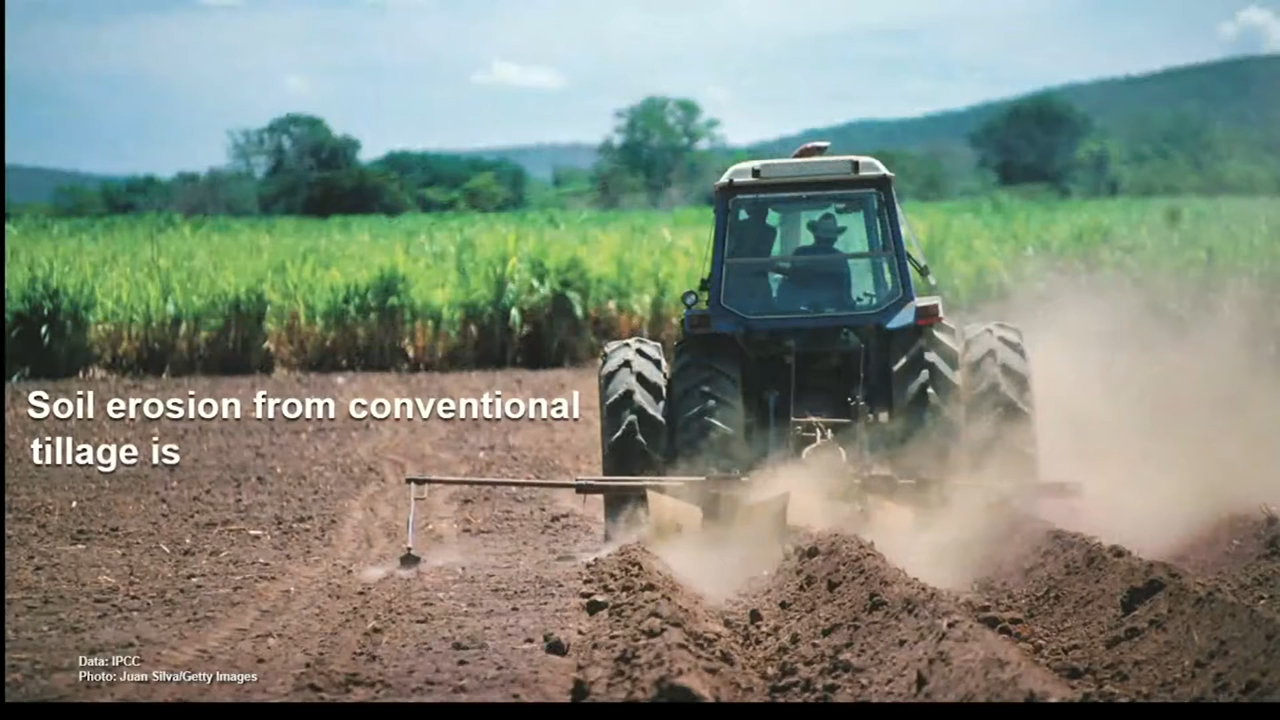 Soil erosion from conventional
tillage is
Data: IPCC
Photo: Juan Silva/Getty Images